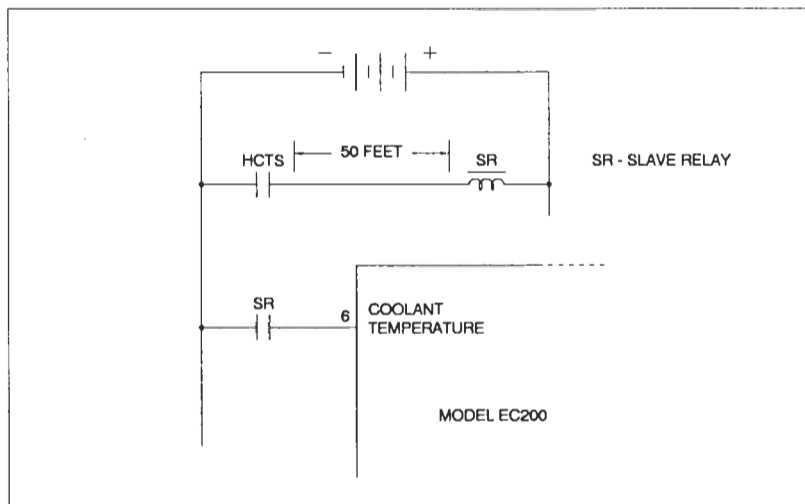 − +
HCTS
50 FEET
SR
SR - SLAVE RELAY
SR
6
COOLANT
TEMPERATURE
MODEL EC200